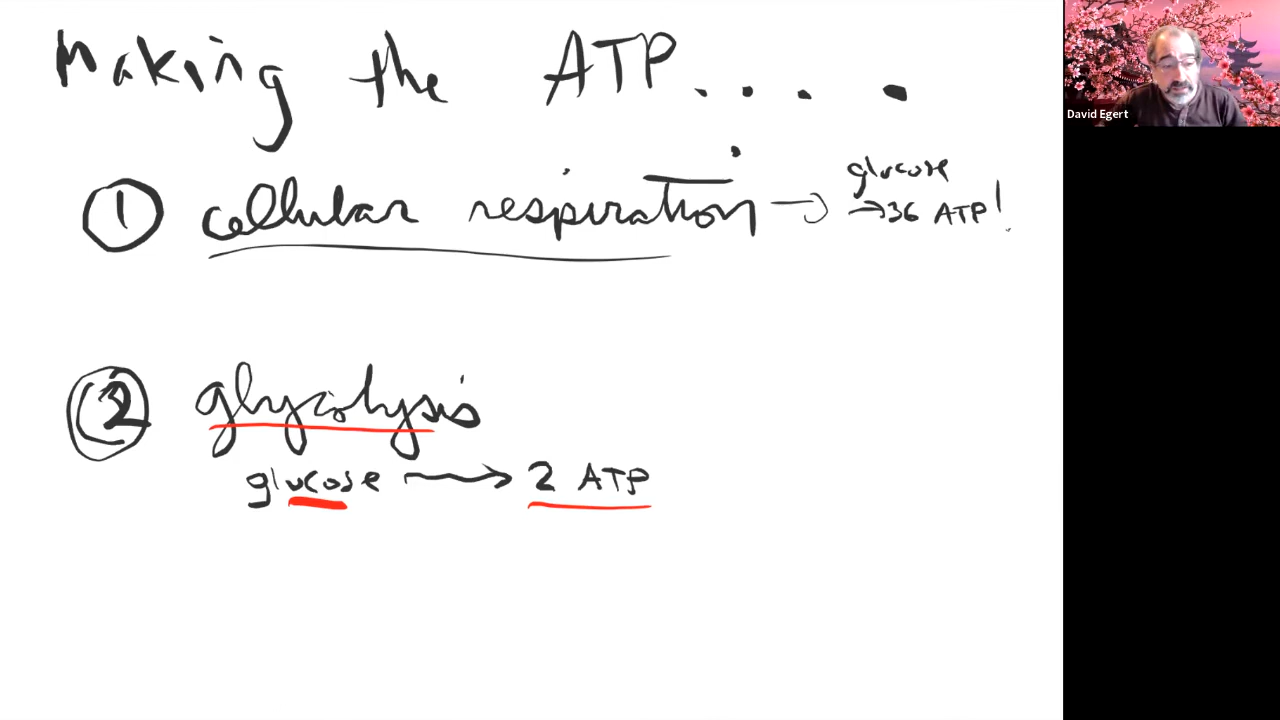 Making the ATP....
① cellular respiration → glucose
→36 ATP!
② glycolysis
glucose → 2 ATP
David Egert